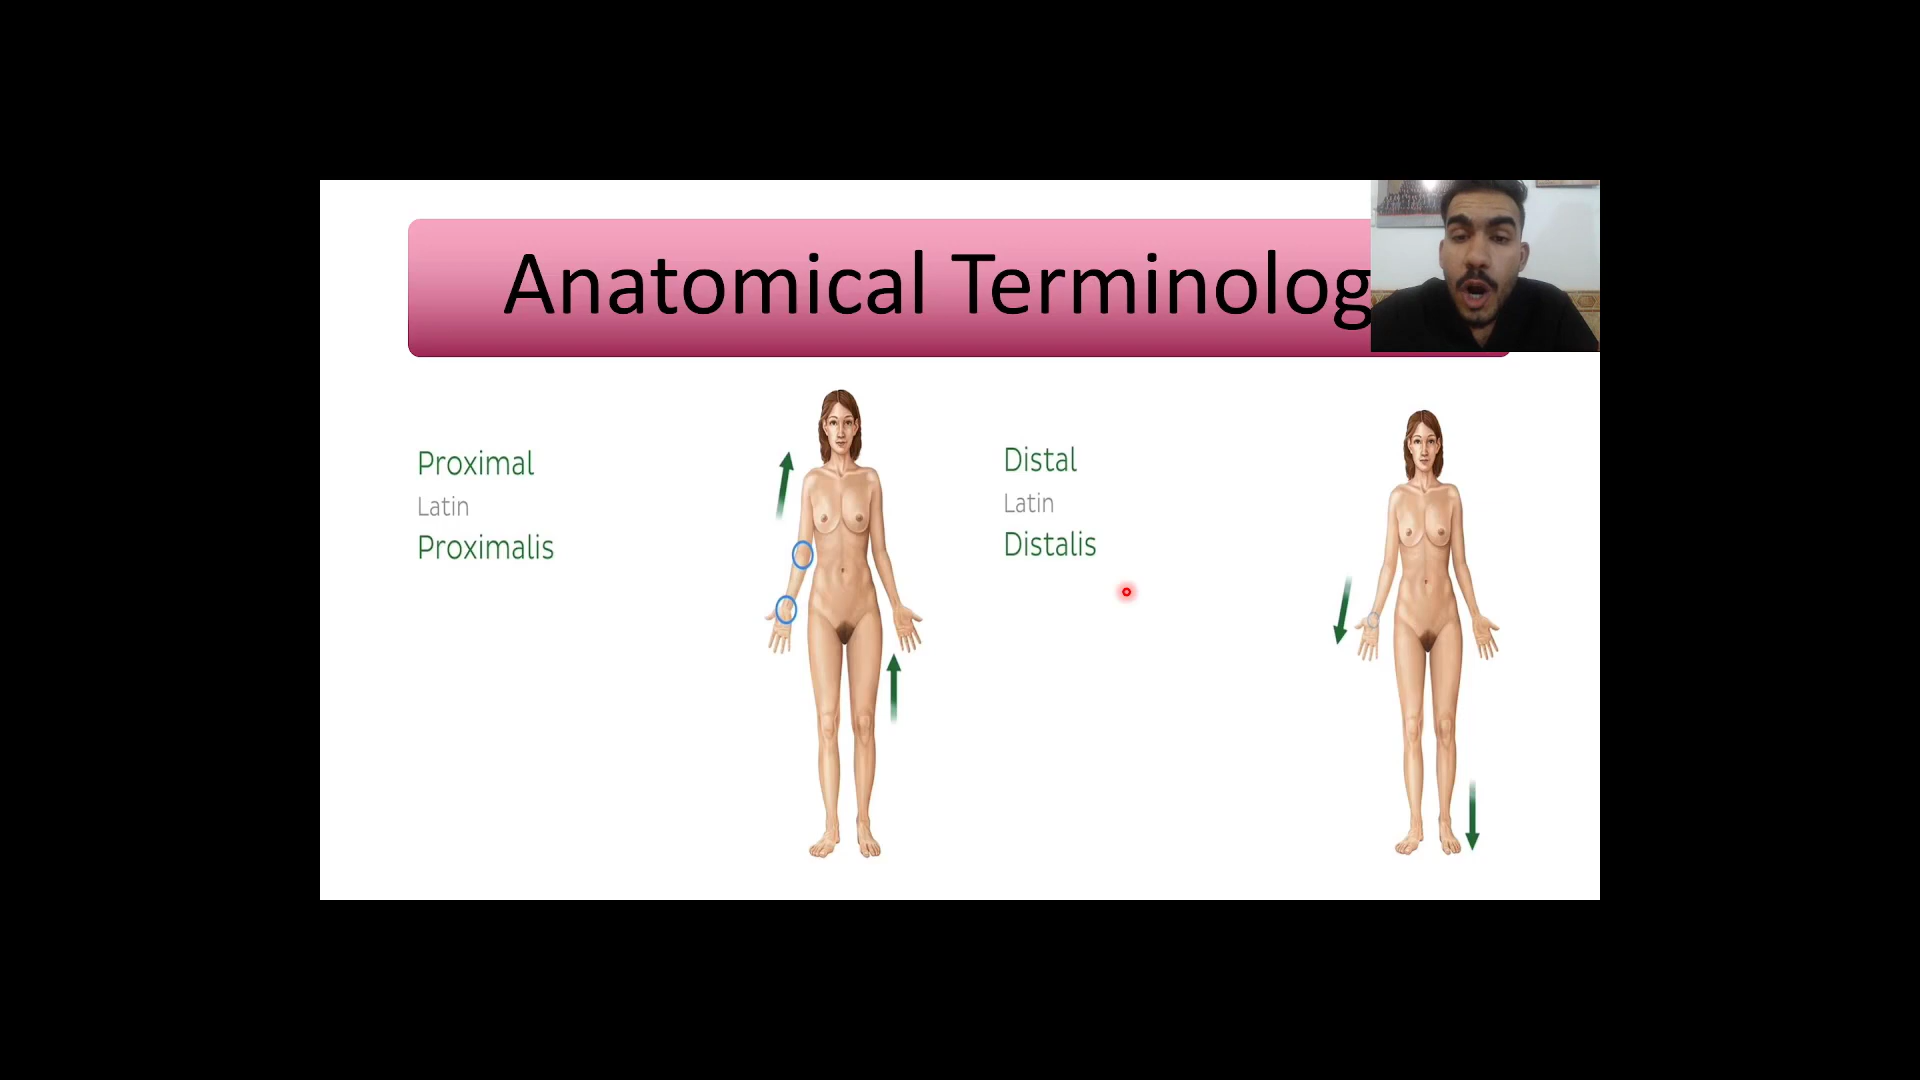 Anatomical Terminolog
Proximal
Latin
Proximalis
Distal
Latin
Distalis